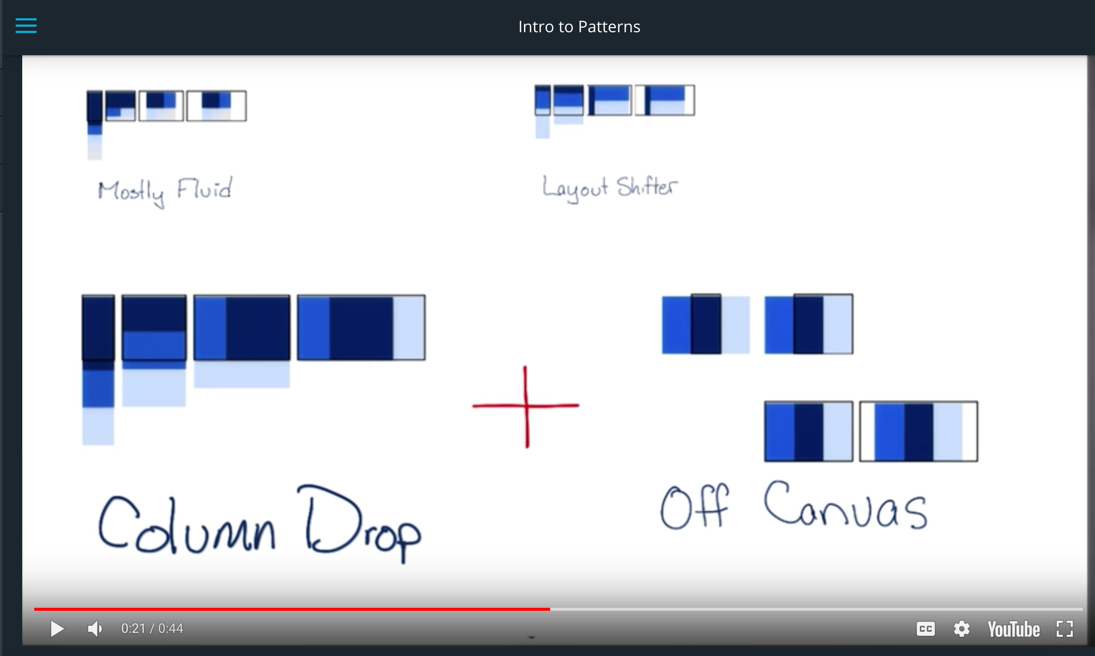 Intro to Patterns
Mostly Fluid
Layout Shifter
Column Drop
Off Canvas
0:21 / 0:44
CC
YouTube